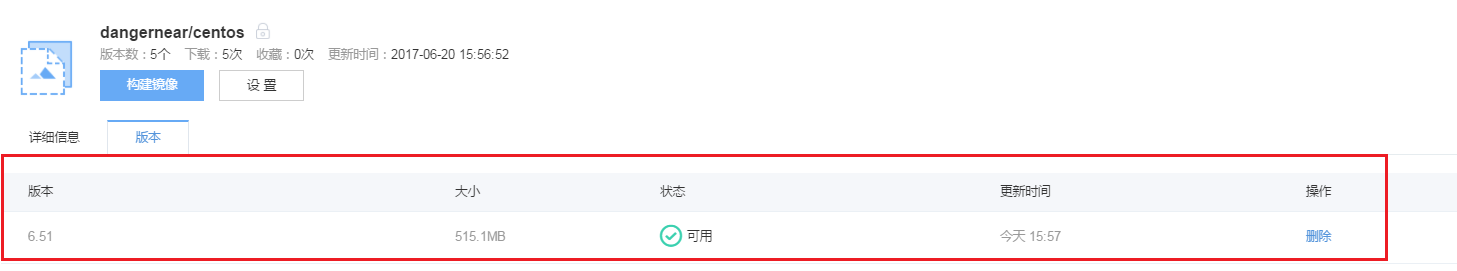 dangernear/centos
版本数：5个 下载：5次 收藏：0次 更新时间：2017-06-20 15:56:52
构建镜像 设 置
详细信息 版本
版本 大小 状态 更新时间 操作
6.51 515.1MB 可用 今天 15:57 删除